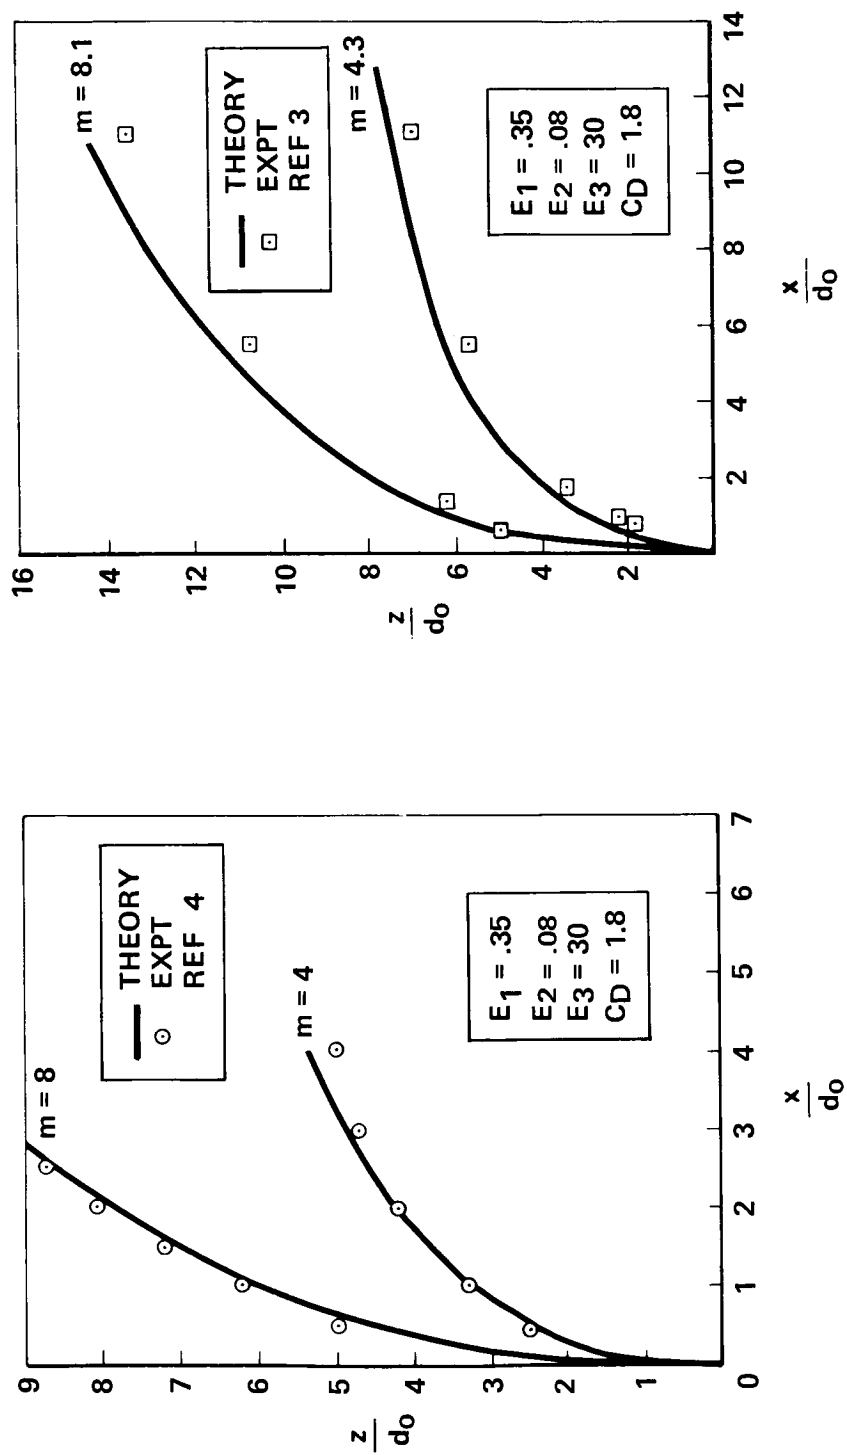 9
8
7
6
5
4
3
2
1
0
z
do
m = 8
THEORY
EXPT
REF 4
m = 4
E1 = .35
E2 = .08
E3 = 30
CD = 1.8
1 2 3 4 5 6 7
x
do
16
14
12
10
8
6
4
2
z
do
m = 8.1
THEORY
EXPT
REF 3
m = 4.3
E1 = .35
E2 = .08
E3 = 30
CD = 1.8
2 4 6 8 10 12 14
x
do